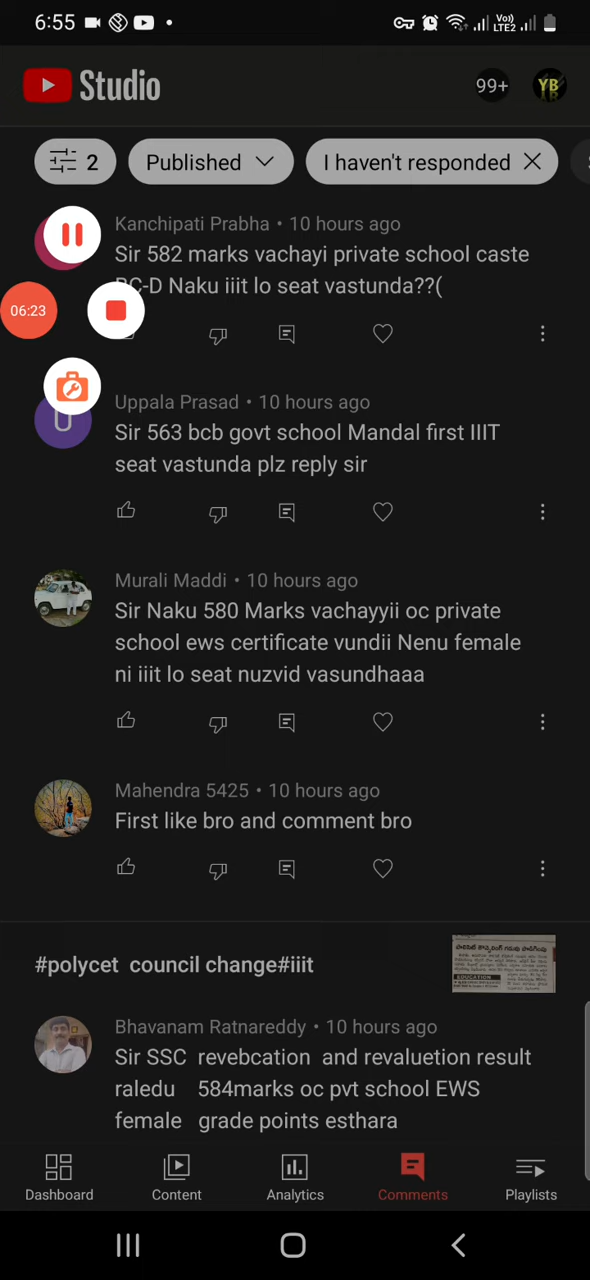 6:55
Vo)
LTE2
Studio
99+
YB
2
Published
I haven't responded
Kanchipati Prabha • 10 hours ago
Sir 582 marks vachayi private school caste
BC-D Naku iiit lo seat vastunda??(
06:23
U
Uppala Prasad • 10 hours ago
Sir 563 bcb govt school Mandal first IIIT
seat vastunda plz reply sir
Murali Maddi • 10 hours ago
Sir Naku 580 Marks vachayyii oc private
school ews certificate vundii Nenu female
ni iiit lo seat nuzvid vasundhaaa
Mahendra 5425 • 10 hours ago
First like bro and comment bro
#polycet council change#iiit
EDUCATION
Bhavanam Ratnareddy • 10 hours ago
Sir SSC revebcation and revaluetion result
raledu 584marks oc pvt school EWS
female grade points esthara
Dashboard
Content
Analytics
Comments
Playlists